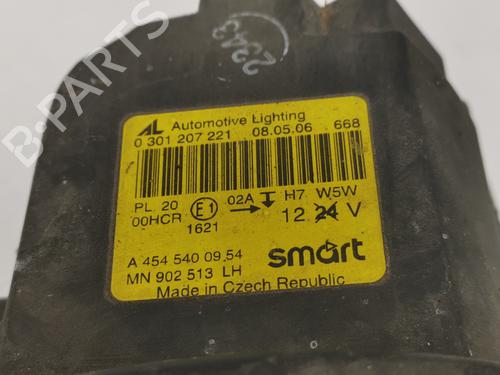 2343
B-PARTS
AL Automotive Lighting
0 301 207 221 08.05.06 668
PL 20 02A H7 W5W
00HCR E1 12 24 V
1621
A 454 540 09 54
MN 902 513 LH
smart
Made in Czech Republic